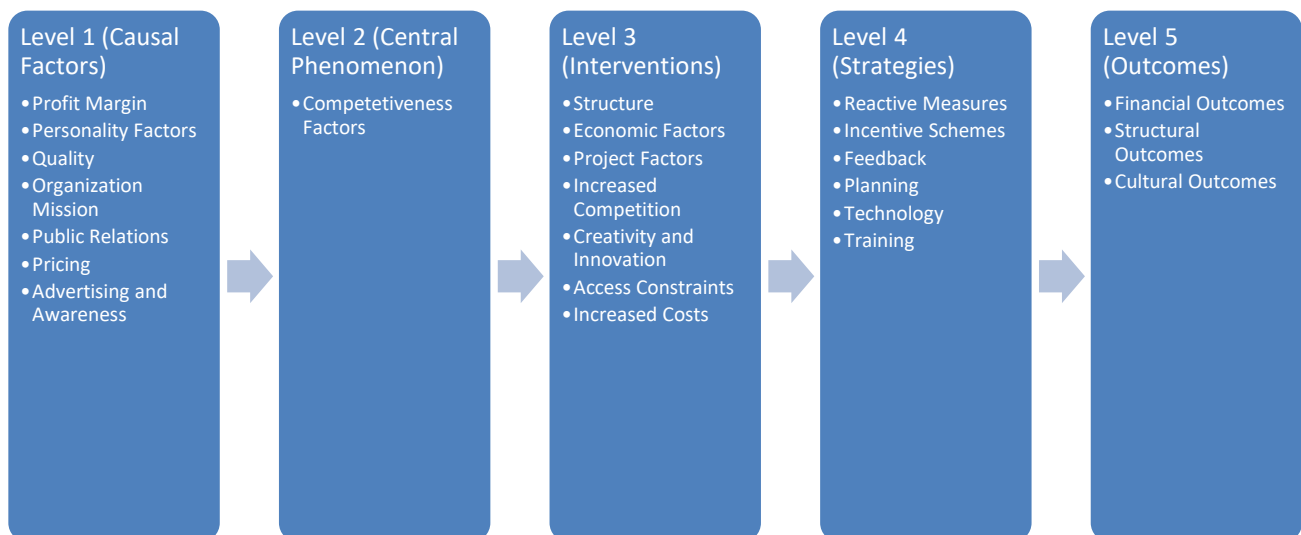 Level 1 (Causal
Factors)
•Profit Margin
•Personality Factors
•Quality
•Organization
Mission
•Public Relations
•Pricing
•Advertising and
Awareness
Level 2 (Central
Phenomenon)
•Competetiveness
Factors
Level 3
(Interventions)
•Structure
•Economic Factors
•Project Factors
•Increased
Competition
•Creativity and
Innovation
•Access Constraints
•Increased Costs
Level 4
(Strategies)
•Reactive Measures
•Incentive Schemes
•Feedback
•Planning
•Technology
•Training
Level 5
(Outcomes)
•Financial Outcomes
•Structural
Outcomes
•Cultural Outcomes